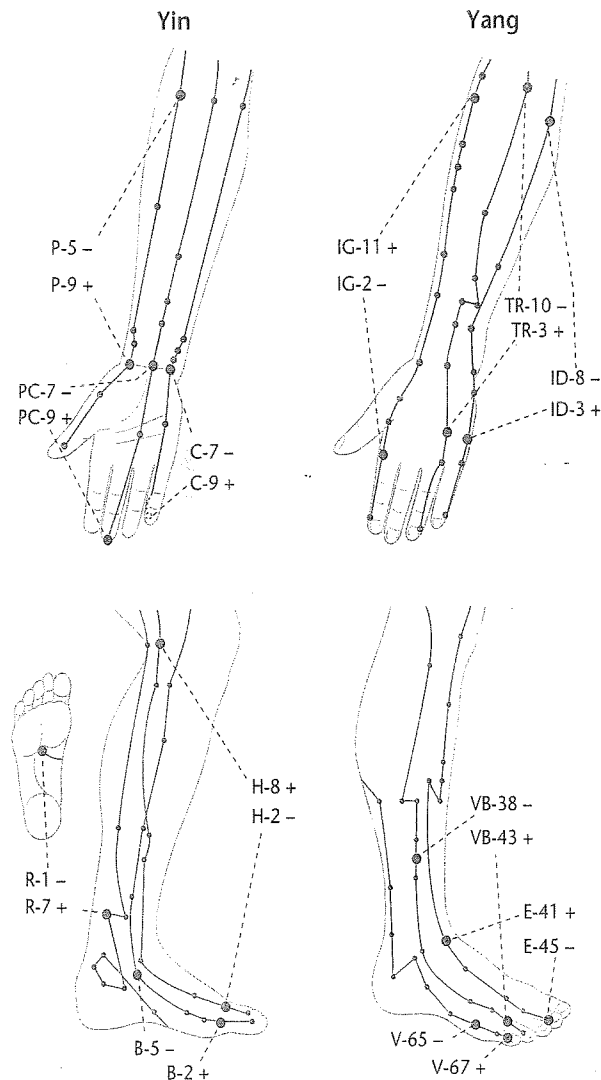 Yin
Yang
P-5 –
P-9 +
PC-7 –
PC-9 +
C-7 –
C-9 +
IG-11 +
IG-2 –
TR-10 –
TR-3 +
ID-8 –
ID-3 +
H-8 +
H-2 –
R-1 –
R-7 +
B-5 –
B-2 +
VB-38 –
VB-43 +
E-41 +
E-45 –
V-65 –
V-67 +